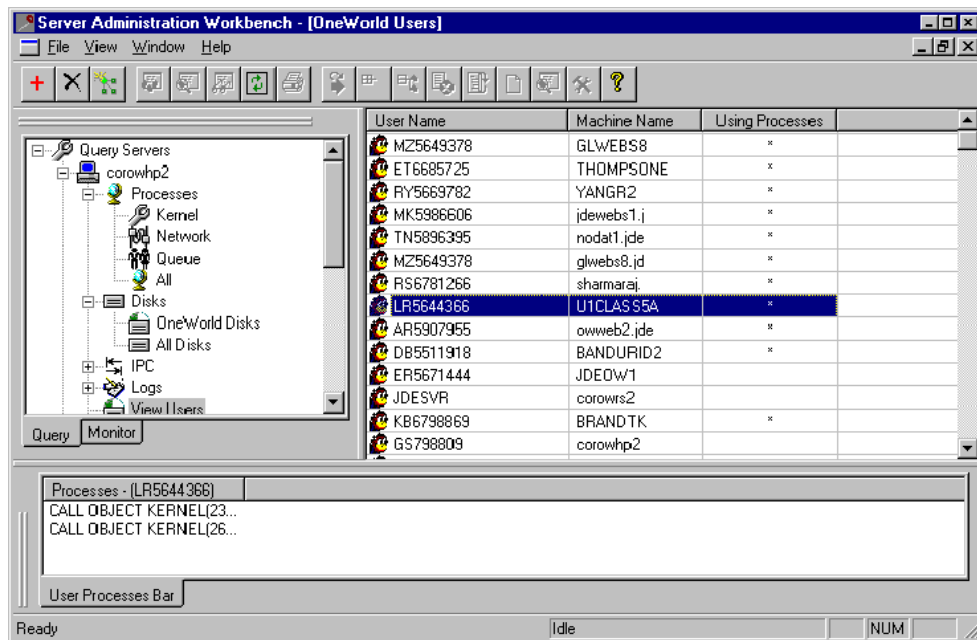 Server Administration Workbench - [OneWorld Users]
File View Window Help
Query Servers
corowhp2
Processes
Kernel
Network
Queue
All
Disks
OneWorld Disks
All Disks
IPC
Logs
View Users
Query Monitor
User Name Machine Name Using Processes
MZ5649378 GLWEBS8 *
ET6685725 THOMPSONE *
RY5669782 YANGR2 *
MK5986606 jdewebs1.j *
TN5896395 nodat1.jde *
MZ5649378 glwebs8.jd *
RS6781266 sharmaraj. *
LR5644366 U1CLASS5A *
AR5907955 owweb2.jde *
DB5511918 BANDURID2 *
ER5671444 JDEOW1
JDESVR corowrs2
KB6798869 BRANDTK *
GS798809 corowhp2
Processes - (LR5644366)
CALL OBJECT KERNEL(23...
CALL OBJECT KERNEL(26...
User Processes Bar
Ready Idle NUM